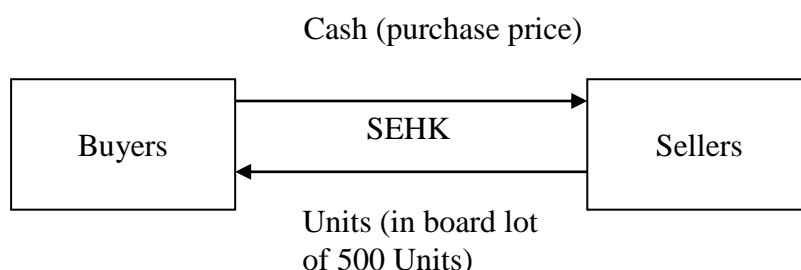 Cash (purchase price)
Buyers
SEHK
Sellers
Units (in board lot
of 500 Units)